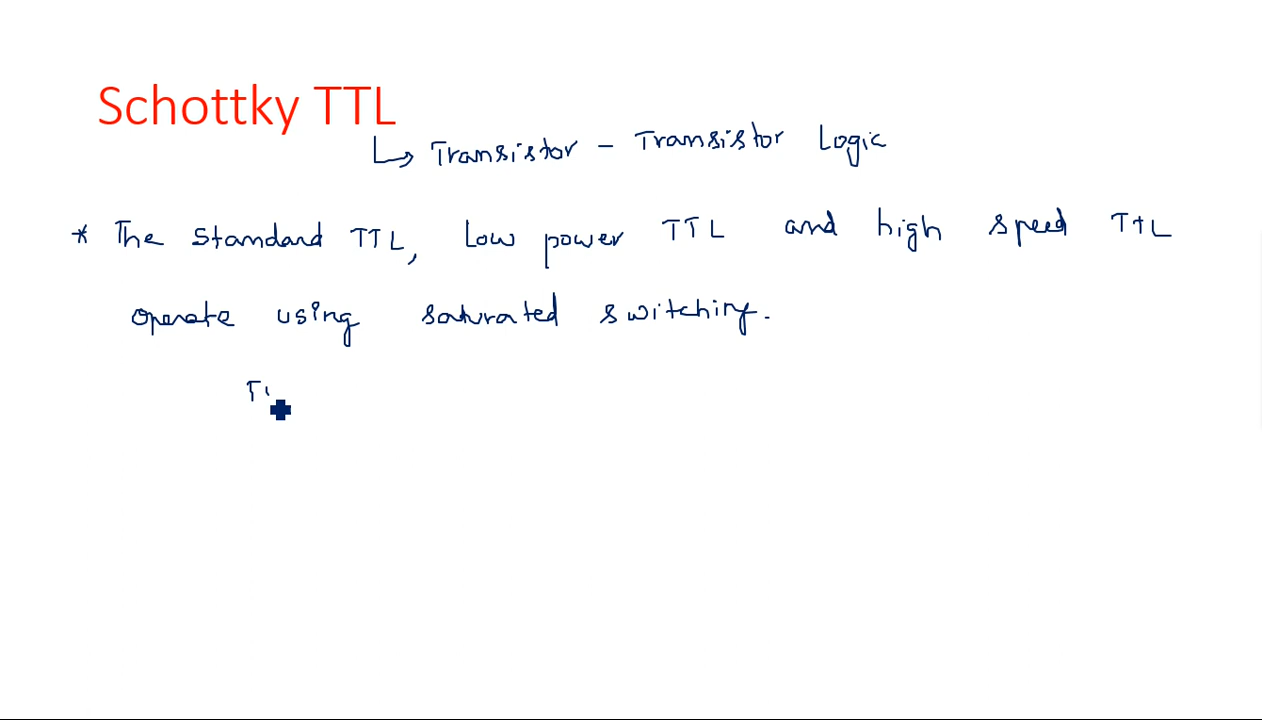 Schottky TTL
↳ Transistor - Transistor Logic
* The standard TTL, Low power TTL and high speed TTL
operate using saturated switching.